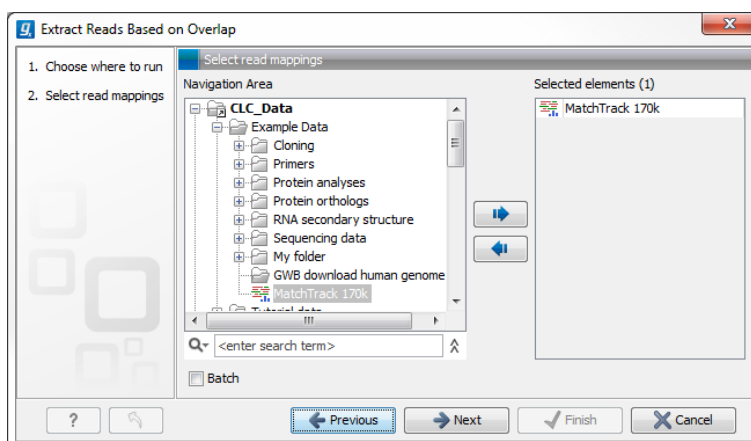 Extract Reads Based on Overlap
1. Choose where to run
2. Select read mappings
Select read mappings
Navigation Area
CLC_Data
Example Data
Cloning
Primers
Protein analyses
Protein orthologs
RNA secondary structure
Sequencing data
My folder
GWB download human genome
MatchTrack 170k
Tutorial data
<enter search term>
Batch
Selected elements (1)
MatchTrack 170k
?
Previous
Next
Finish
Cancel